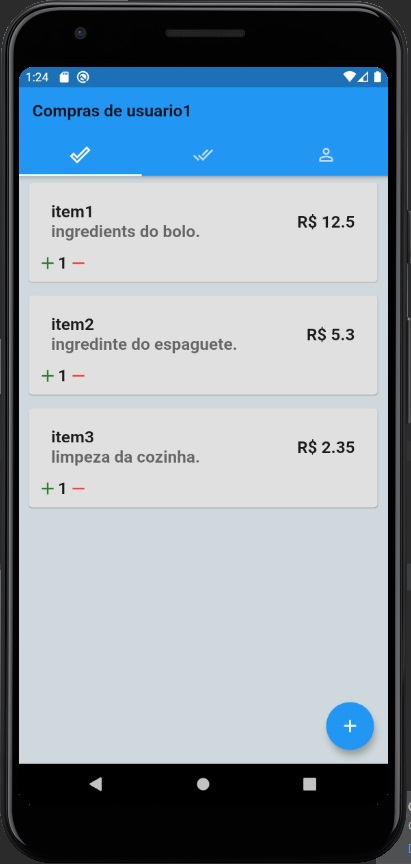 1:24
Compras de usuario1
item1
ingredients do bolo.
R$ 12.5
+ 1 −
item2
ingredinte do espaguete.
R$ 5.3
+ 1 −
item3
limpeza da cozinha.
R$ 2.35
+ 1 −
+